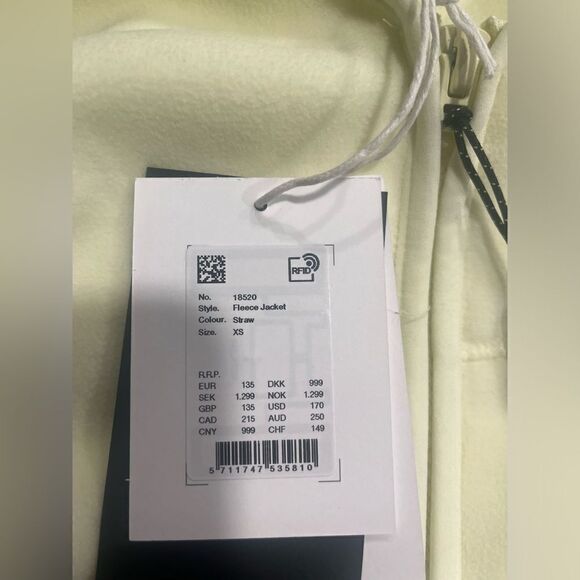 RFID
No. 18520
Style. Fleece Jacket
Colour. Straw
Size. XS
R.R.P.
EUR 135 DKK 999
SEK 1.299 NOK 1.299
GBP 135 USD 170
CAD 215 AUD 250
CNY 999 CHF 149
5 711747 535810